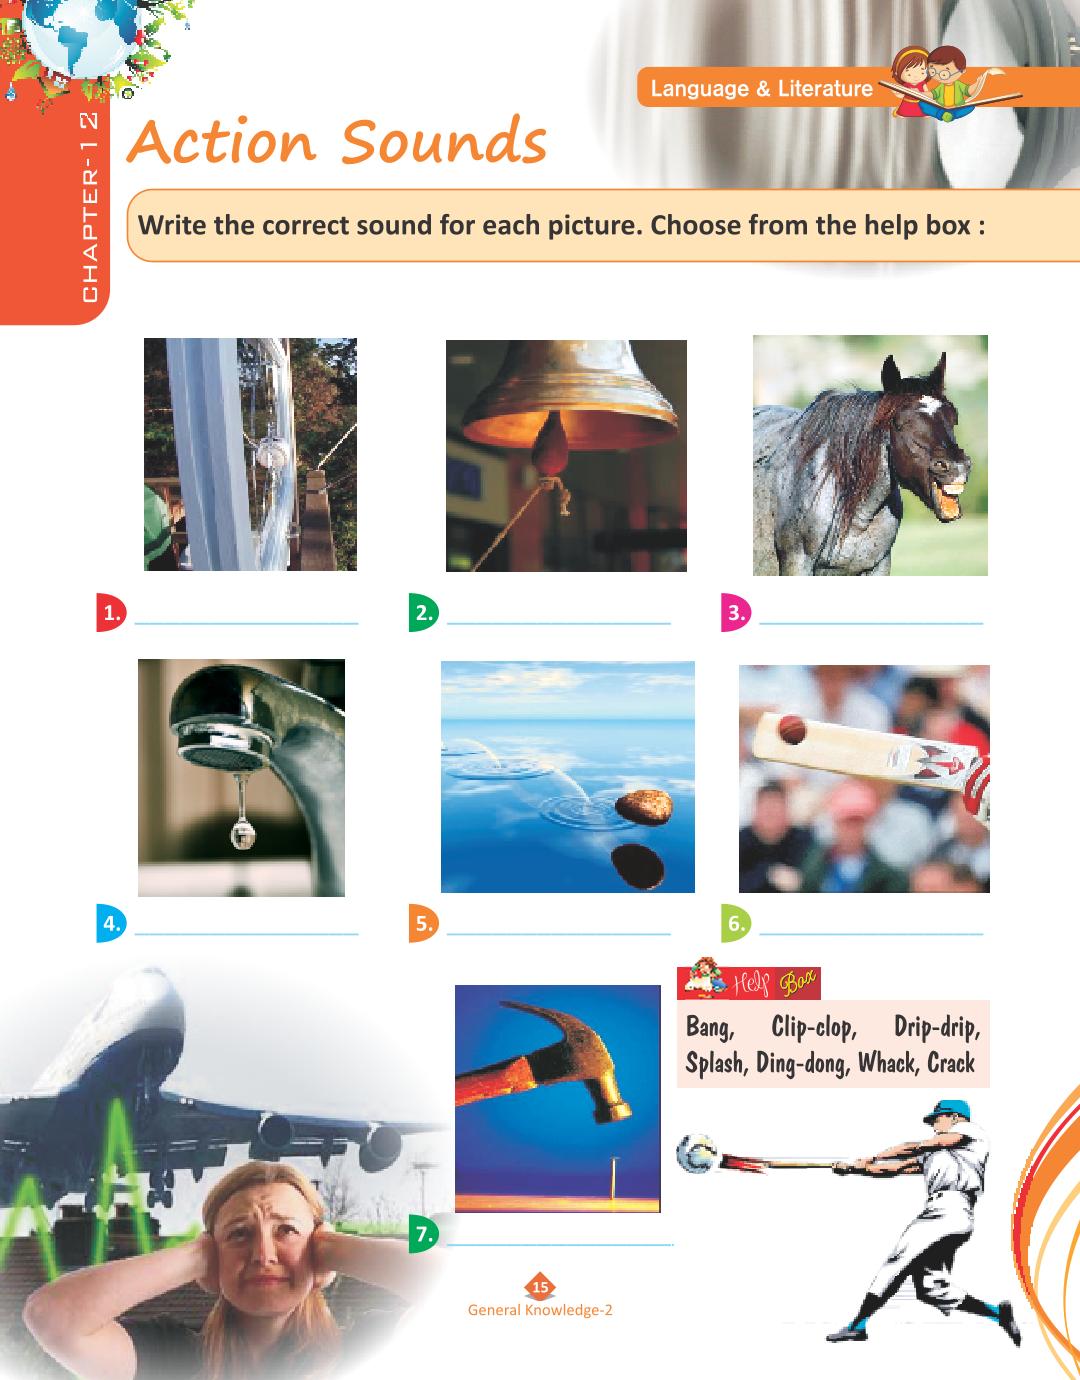 Language & Literature
CHAPTER-12
Action Sounds
Write the correct sound for each picture. Choose from the help box :
1.
2.
3.
4.
5.
6.
Help Box
Bang, Clip-clop, Drip-drip,
Splash, Ding-dong, Whack, Crack
7.
15
General Knowledge-2